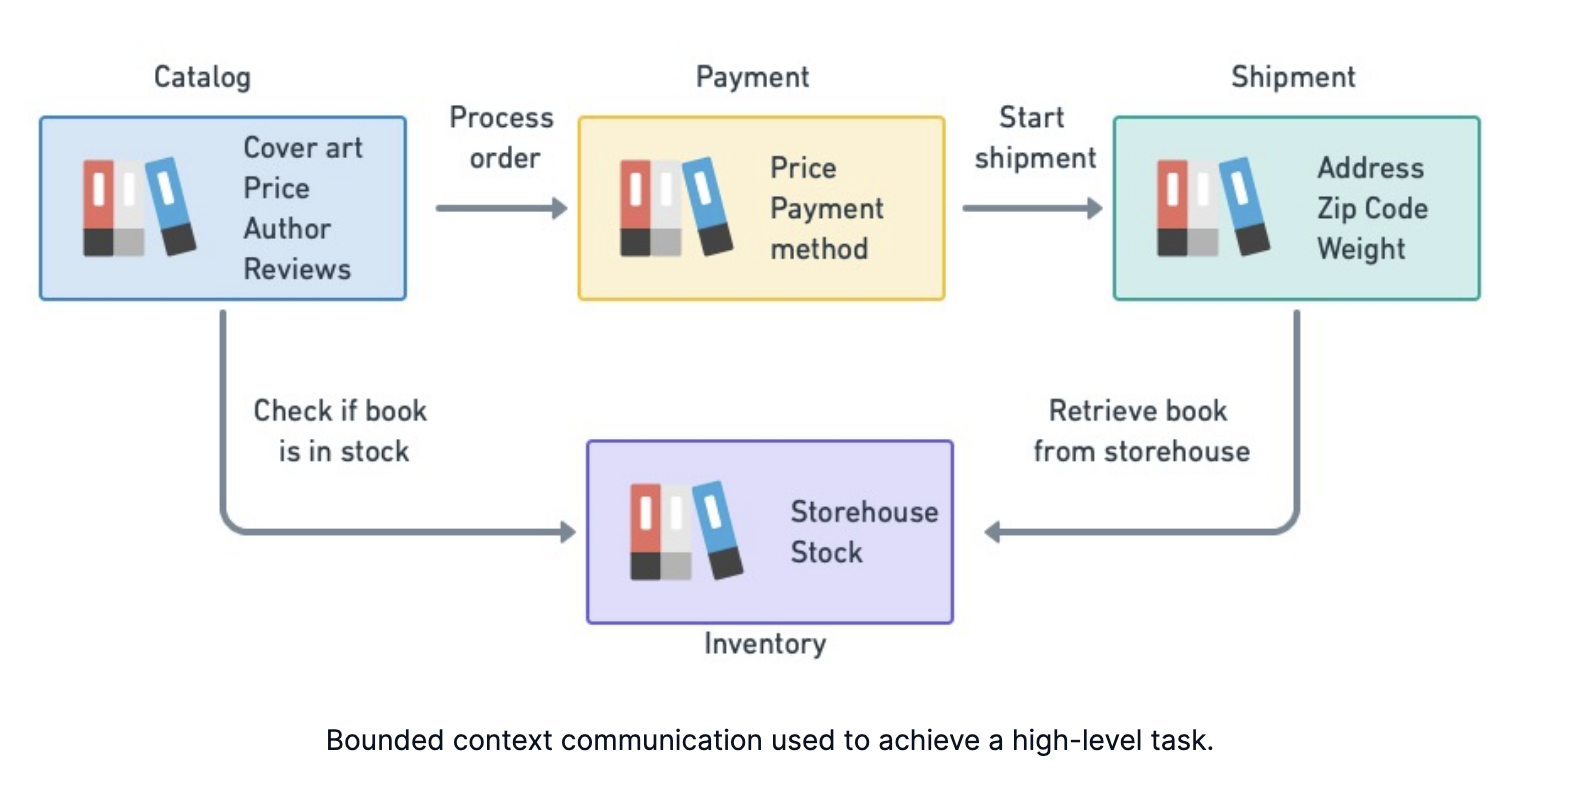 Catalog
Payment
Shipment
Cover art
Price
Author
Reviews
Process
order
Price
Payment
method
Start
shipment
Address
Zip Code
Weight
Check if book
is in stock
Retrieve book
from storehouse
Storehouse
Stock
Inventory
Bounded context communication used to achieve a high-level task.